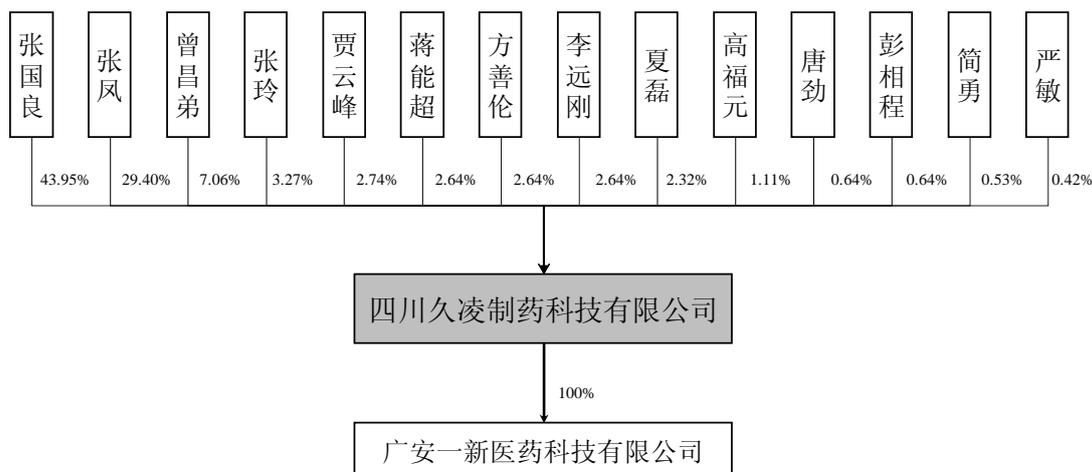 张国良
张凤
曾昌弟
张玲
贾云峰
蒋能超
方善伦
李远刚
夏磊
高福元
唐劲
彭相程
简勇
严敏
43.95%
29.40%
7.06%
3.27%
2.74%
2.64%
2.64%
2.64%
2.32%
1.11%
0.64%
0.64%
0.53%
0.42%
四川久凌制药科技有限公司
100%
广安一新医药科技有限公司